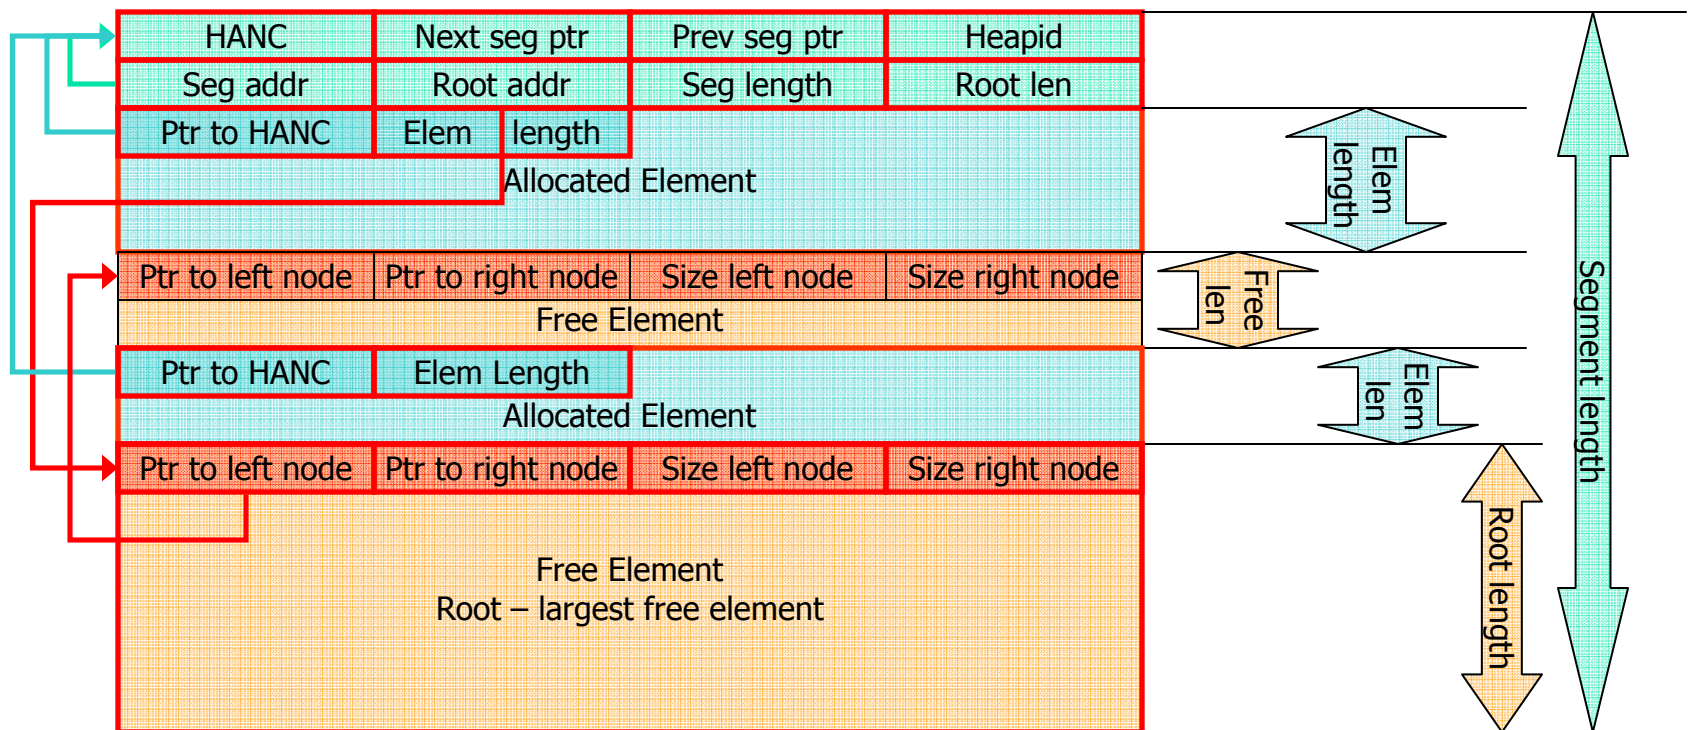 HANC Next seg ptr Prev seg ptr Heapid
Seg addr Root addr Seg length Root len
Ptr to HANC Elem length
Allocated Element
Elem
length
Ptr to left node Ptr to right node Size left node Size right node
Free Element
Free
len
Ptr to HANC Elem Length
Allocated Element
Elem
len
Ptr to left node Ptr to right node Size left node Size right node
Free Element
Root – largest free element
Root length
Segment length